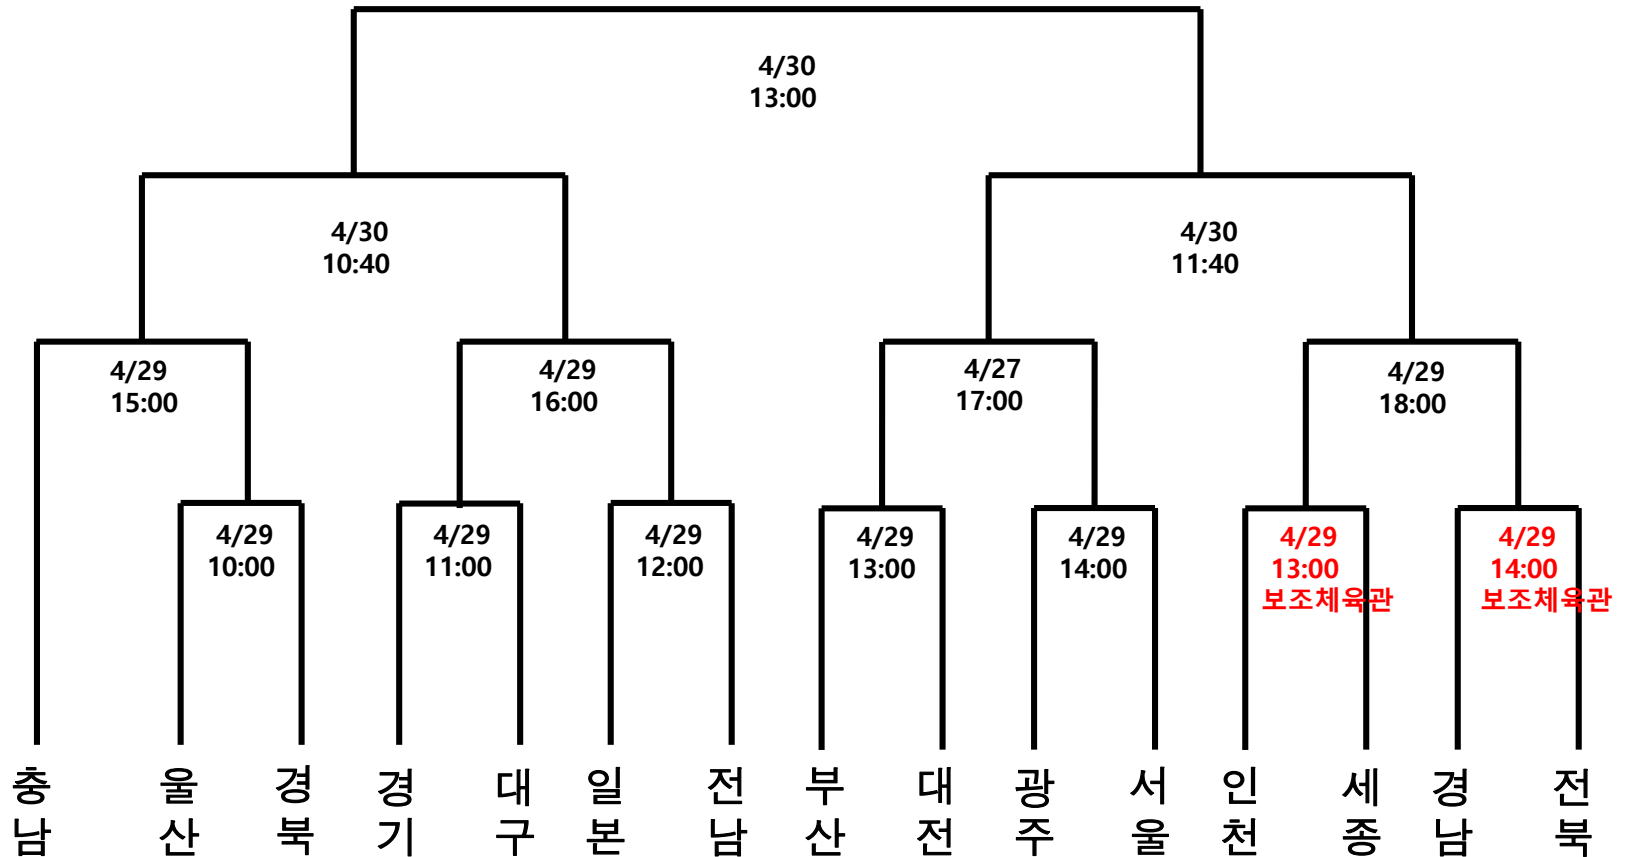 4/30
13:00
4/30
10:40
4/30
11:40
4/29
15:00
4/29
16:00
4/27
17:00
4/29
18:00
4/29
10:00
4/29
11:00
4/29
12:00
4/29
13:00
4/29
14:00
4/29
13:00
보조체육관
4/29
14:00
보조체육관
충남
울산
경북
경기
대구
일본
전남
부산
대전
광주
서울
인천
세종
경남
전북